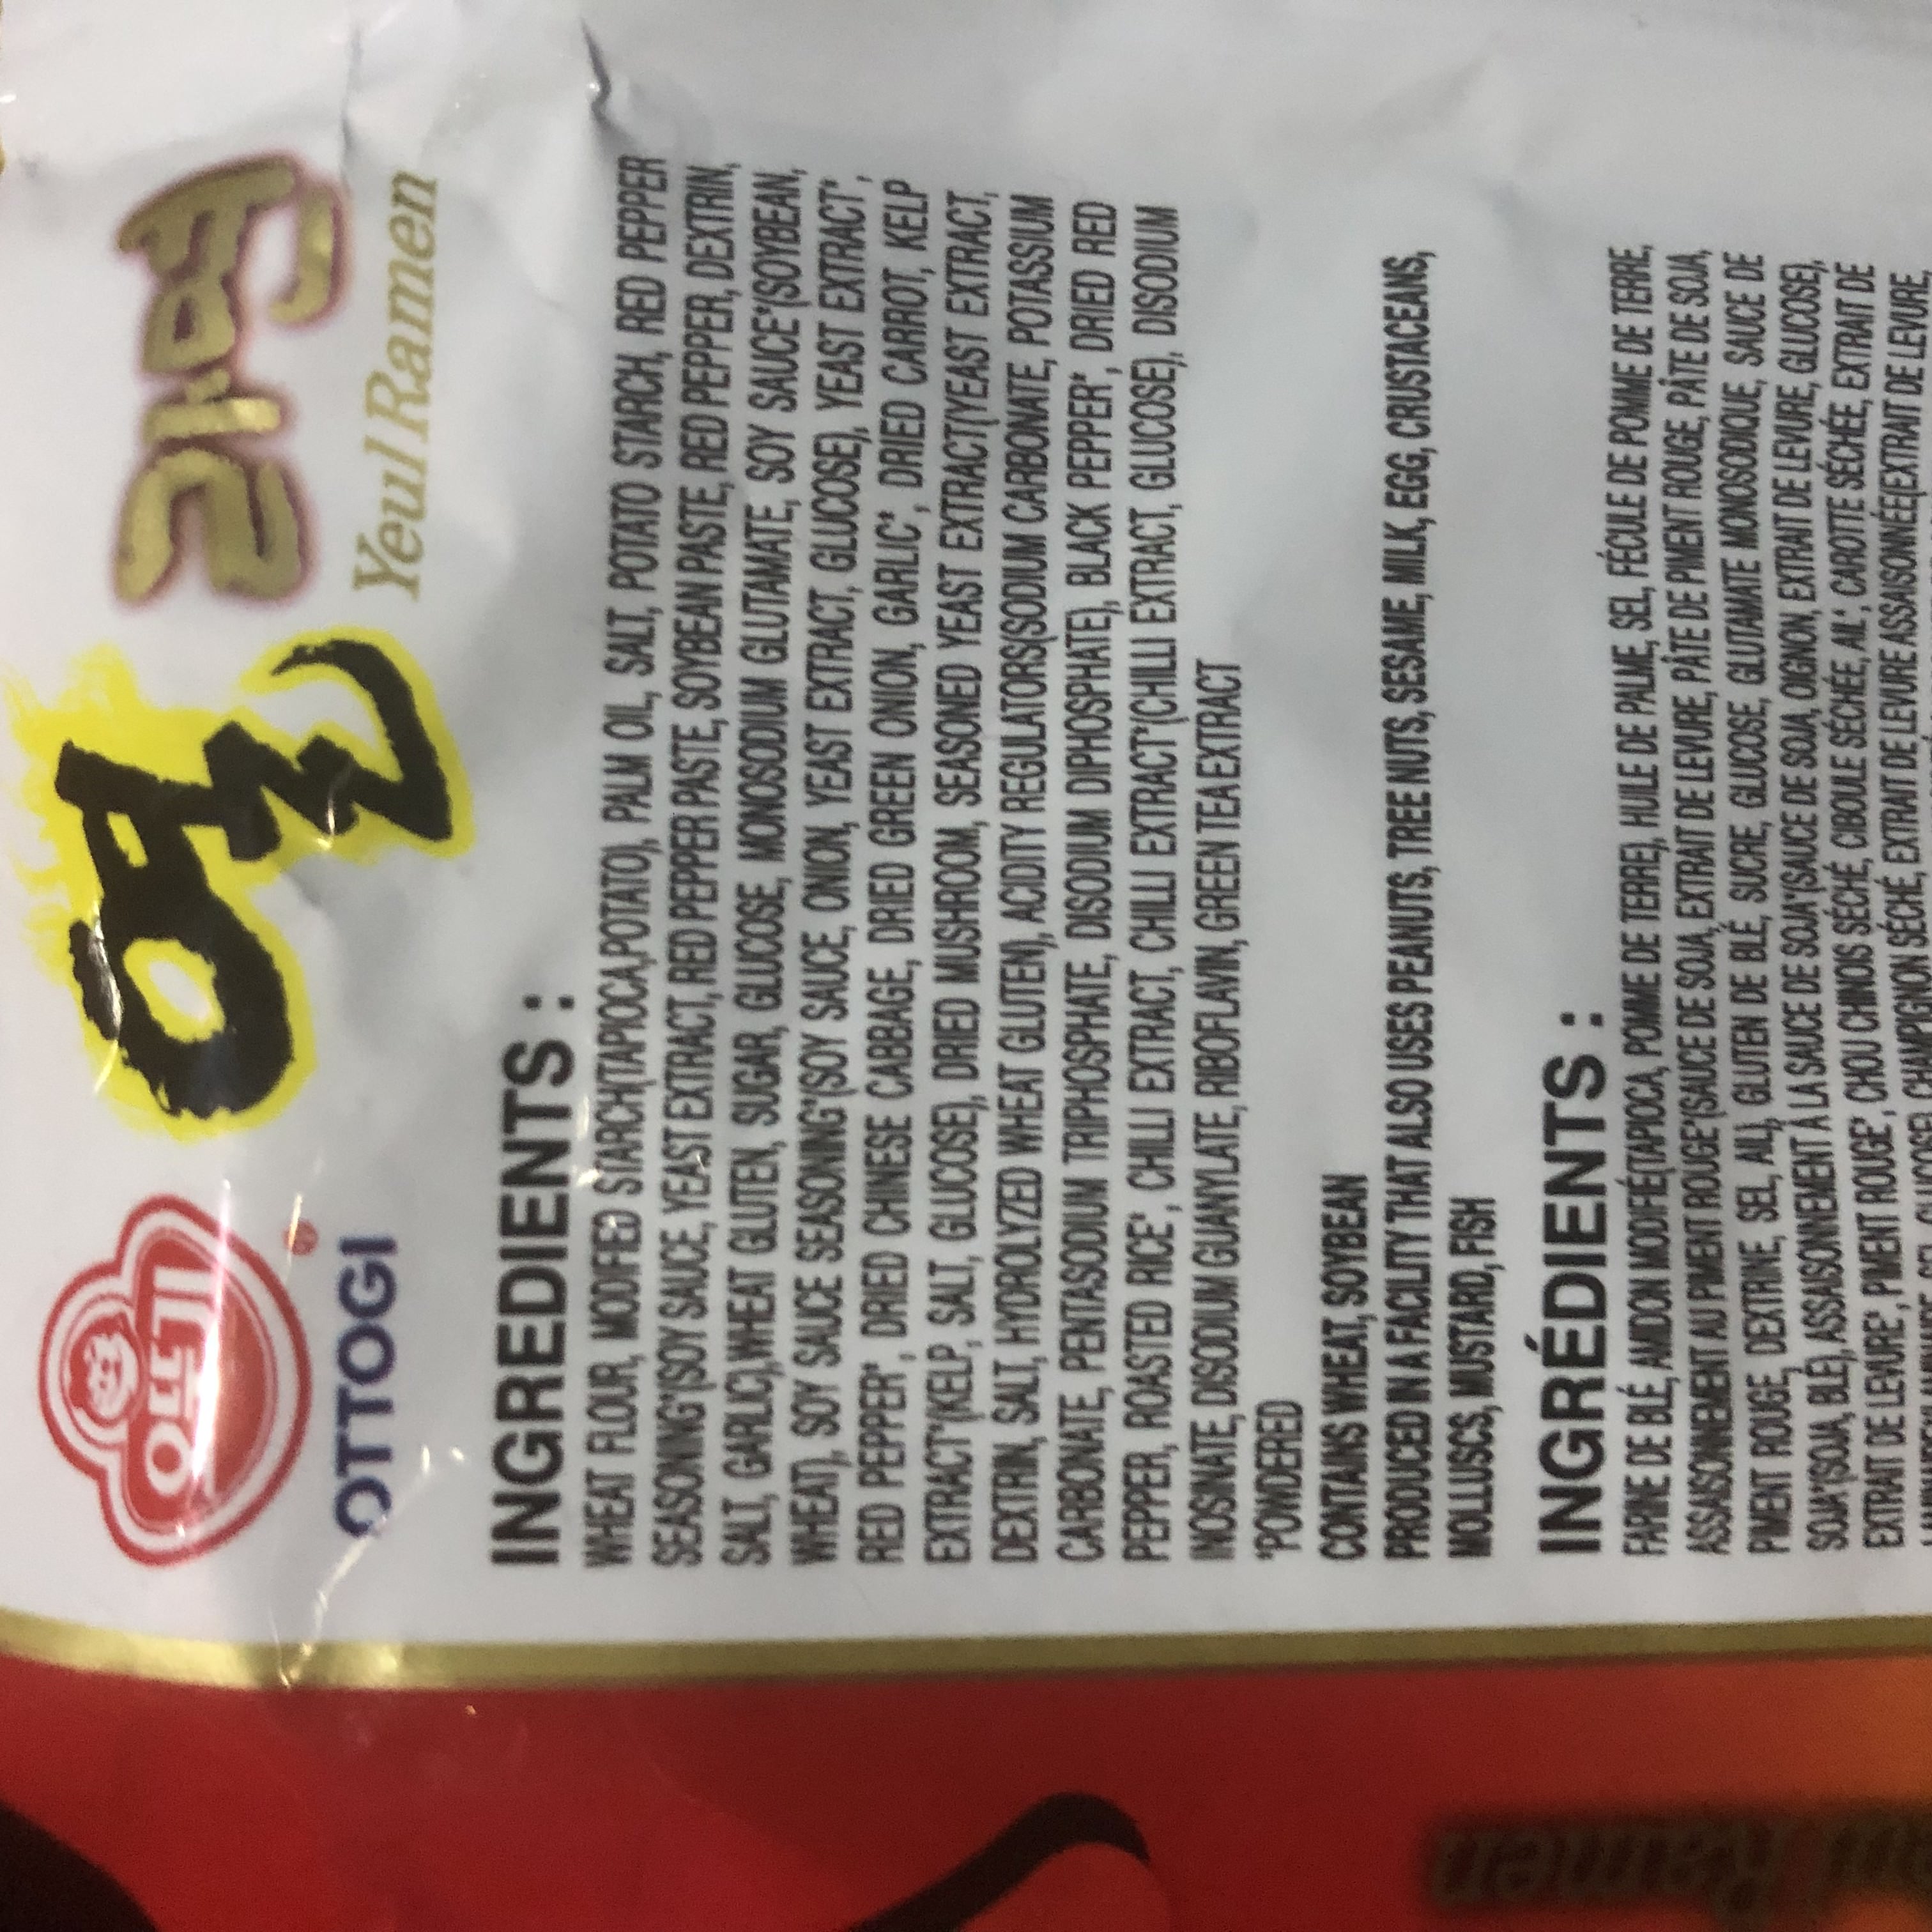 오뚜기
OTTOGI
열라면
Yeul Ramen
INGREDIENTS :
WHEAT FLOUR, MODIFIED STARCH(TAPIOCA,POTATO), PALM OIL, SALT, POTATO STARCH, RED PEPPER
SEASONING*(SOY SAUCE, YEAST EXTRACT, RED PEPPER PASTE, SOYBEAN PASTE, RED PEPPER, DEXTRIN,
SALT, GARLIC),WHEAT GLUTEN, SUGAR, GLUCOSE, MONOSODIUM GLUTAMATE, SOY SAUCE*(SOYBEAN,
WHEAT), SOY SAUCE SEASONING*(SOY SAUCE, ONION, YEAST EXTRACT, GLUCOSE), YEAST EXTRACT*,
RED PEPPER*, DRIED CHINESE CABBAGE, DRIED GREEN ONION, GARLIC*, DRIED CARROT, KELP
EXTRACT*(KELP, SALT, GLUCOSE), DRIED MUSHROOM, SEASONED YEAST EXTRACT(YEAST EXTRACT,
DEXTRIN, SALT, HYDROLYZED WHEAT GLUTEN), ACIDITY REGULATORS(SODIUM CARBONATE, POTASSIUM
CARBONATE, PENTASODIUM TRIPHOSPHATE, DISODIUM DIPHOSPHATE), BLACK PEPPER*, DRIED RED
PEPPER, ROASTED RICE*, CHILLI EXTRACT, CHILLI EXTRACT*(CHILLI EXTRACT, GLUCOSE), DISODIUM
INOSINATE, DISODIUM GUANYLATE, RIBOFLAVIN, GREEN TEA EXTRACT
*POWDERED
CONTAINS WHEAT, SOYBEAN
PRODUCED IN A FACILITY THAT ALSO USES PEANUTS, TREE NUTS, SESAME, MILK, EGG, CRUSTACEANS,
MOLLUSCS, MUSTARD, FISH
INGRÉDIENTS :
FARINE DE BLÉ, AMIDON MODIFIÉ(TAPIOCA, POMME DE TERRE), HUILE DE PALME, SEL, FÉCULE DE POMME DE TERRE,
ASSAISONNEMENT AU PIMENT ROUGE*(SAUCE DE SOJA, EXTRAIT DE LEVURE, PÂTE DE PIMENT ROUGE, PÂTE DE SOJA,
PIMENT ROUGE, DEXTRINE, SEL, AIL), GLUTEN DE BLÉ, SUCRE, GLUCOSE, GLUTAMATE MONOSODIQUE, SAUCE DE
SOJA*(SOJA, BLÉ), ASSAISONNEMENT À LA SAUCE DE SOJA*(SAUCE DE SOJA, OIGNON, EXTRAIT DE LEVURE, GLUCOSE),
EXTRAIT DE LEVURE*, PIMENT ROUGE*, CHOU CHINOIS SÉCHÉ, CIBOULE SÉCHÉE, AIL*, CAROTTE SÉCHÉE, EXTRAIT DE
CHAMPIGNON SÉCHÉ, EXTRAIT DE LEVURE ASSAISONNÉE(EXTRAIT DE LEVURE,
Ramen